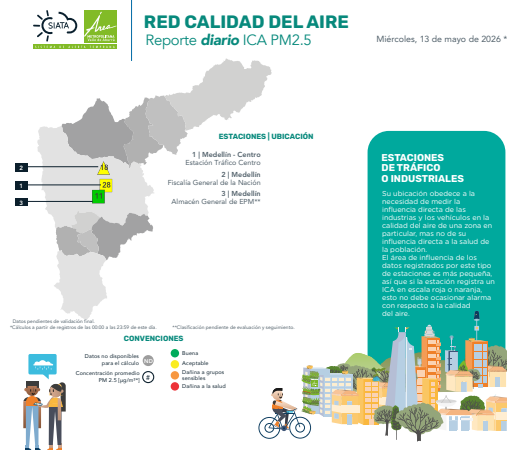 SIATA
Área
METROPOLITANA
RED CALIDAD DEL AIRE
Reporte diario ICA PM2.5
Miércoles, 13 de mayo de 2026 *
ESTACIONES | UBICACIÓN
1 | Medellín - Centro
Estación Tráfico Centro
2 | Medellín
Fiscalía General de la Nación
3 | Medellín
Almacén General de EPM**
2
18
1
28
3
11
ESTACIONES
DE TRÁFICO
O INDUSTRIALES
Su ubicación obedece a la
necesidad de medir la
influencia directa de las
industrias y los vehículos en la
calidad del aire de una zona en
particular, mas no de su
influencia directa a la salud de
la población.
El área de influencia de los
datos registrados por este tipo
de estaciones es más pequeña,
así que si la estación registra un
ICA en escala roja o naranja,
esto no debe ocasionar alarma
con respecto a la calidad
del aire.
Datos pendientes de validación final.
*Cálculos a partir de registros de las 00:00 a las 23:59 de este día.
**Clasificación pendiente de evaluación y seguimiento.
CONVENCIONES
Datos no disponibles
para el cálculo
ND
Concentración promedio
PM 2.5 (µg/m³)
#
Buena
Aceptable
Dañina a grupos
sensibles
Dañina a la salud